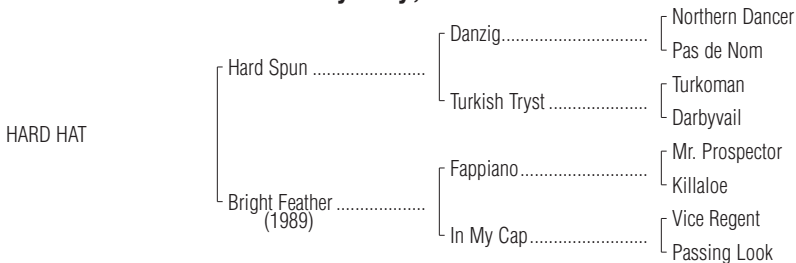 Northern Dancer
Danzig..............................
Pas de Nom
Hard Spun .......................
Turkoman
Turkish Tryst ....................
Darbyvail
HARD HAT
Mr. Prospector
Fappiano..........................
Killaloe
Bright Feather ..................
(1989)
Vice Regent
In My Cap........................
Passing Look